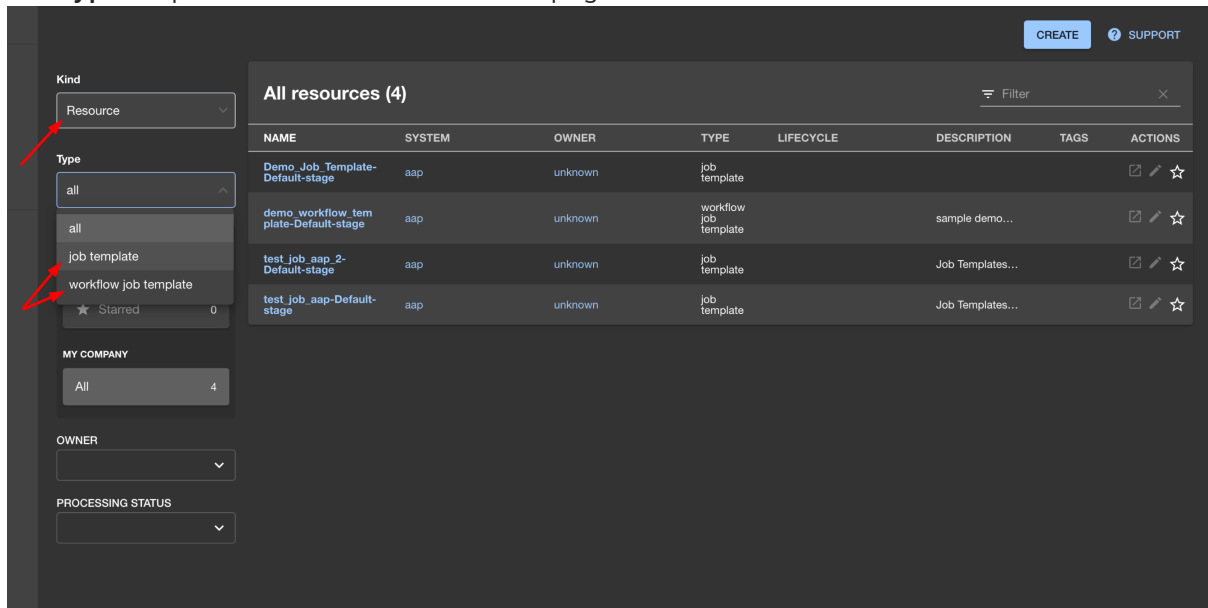 CREATE
SUPPORT
Kind
Resource
Type
all
all
job template
workflow job template
Starred 0
MY COMPANY
All 4
OWNER
PROCESSING STATUS
All resources (4)
Filter
NAME SYSTEM OWNER TYPE LIFECYCLE DESCRIPTION TAGS ACTIONS
Demo_Job_Template-
Default-stage
aap
unknown
job
template
demo_workflow_tem
plate-Default-stage
aap
unknown
workflow
job
template
sample demo...
test_job_aap_2-
Default-stage
aap
unknown
job
template
Job Templates...
test_job_aap-Default-
stage
aap
unknown
job
template
Job Templates...